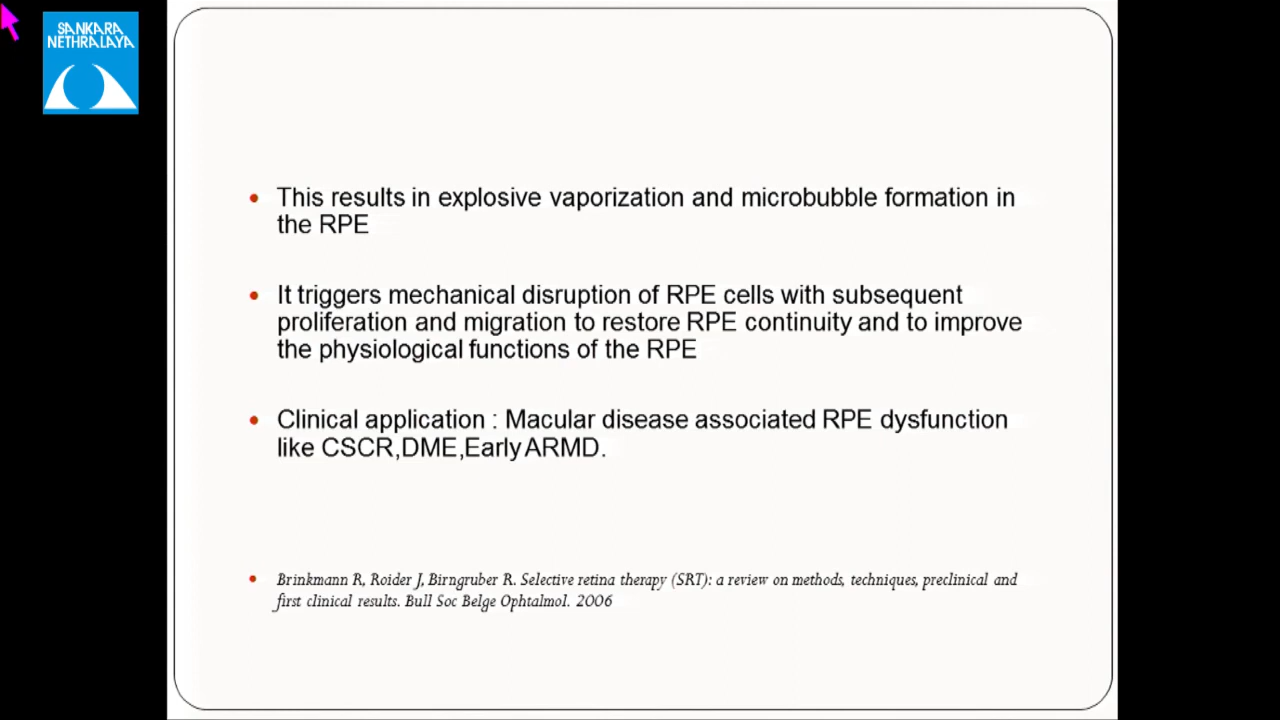 SANKARA
NETHRALAYA
This results in explosive vaporization and microbubble formation in
the RPE
It triggers mechanical disruption of RPE cells with subsequent
proliferation and migration to restore RPE continuity and to improve
the physiological functions of the RPE
Clinical application : Macular disease associated RPE dysfunction
like CSCR,DME,Early ARMD.
Brinkmann R, Roider J, Birngruber R. Selective retina therapy (SRT): a review on methods, techniques, preclinical and
first clinical results. Bull Soc Belge Ophtalmol. 2006